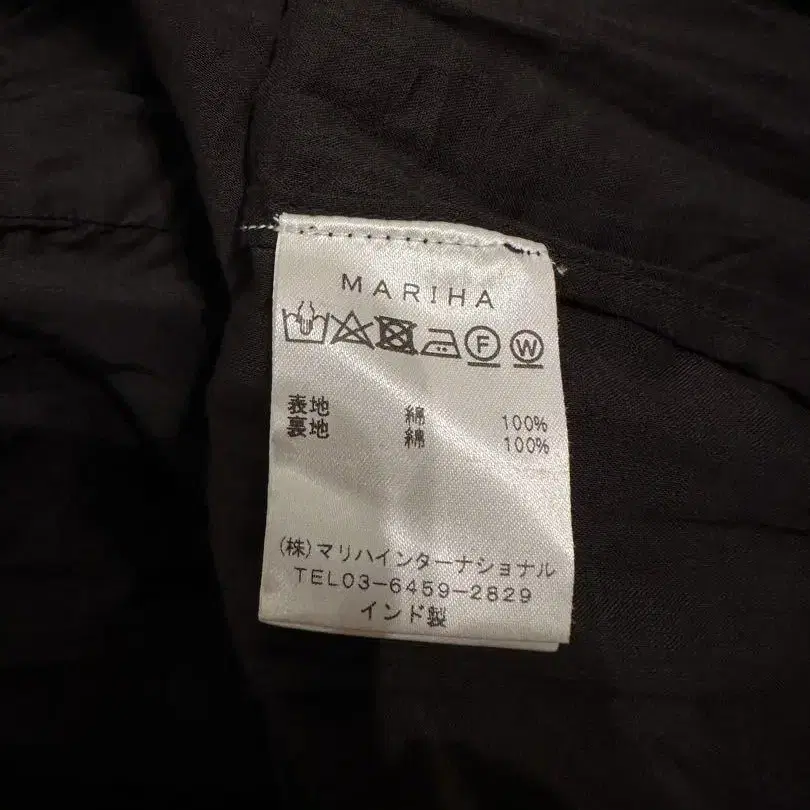 MARIHA
F W
表地 綿 100%
裏地 綿 100%
(株)マリハインターナショナル
TEL03-6459-2829
インド製